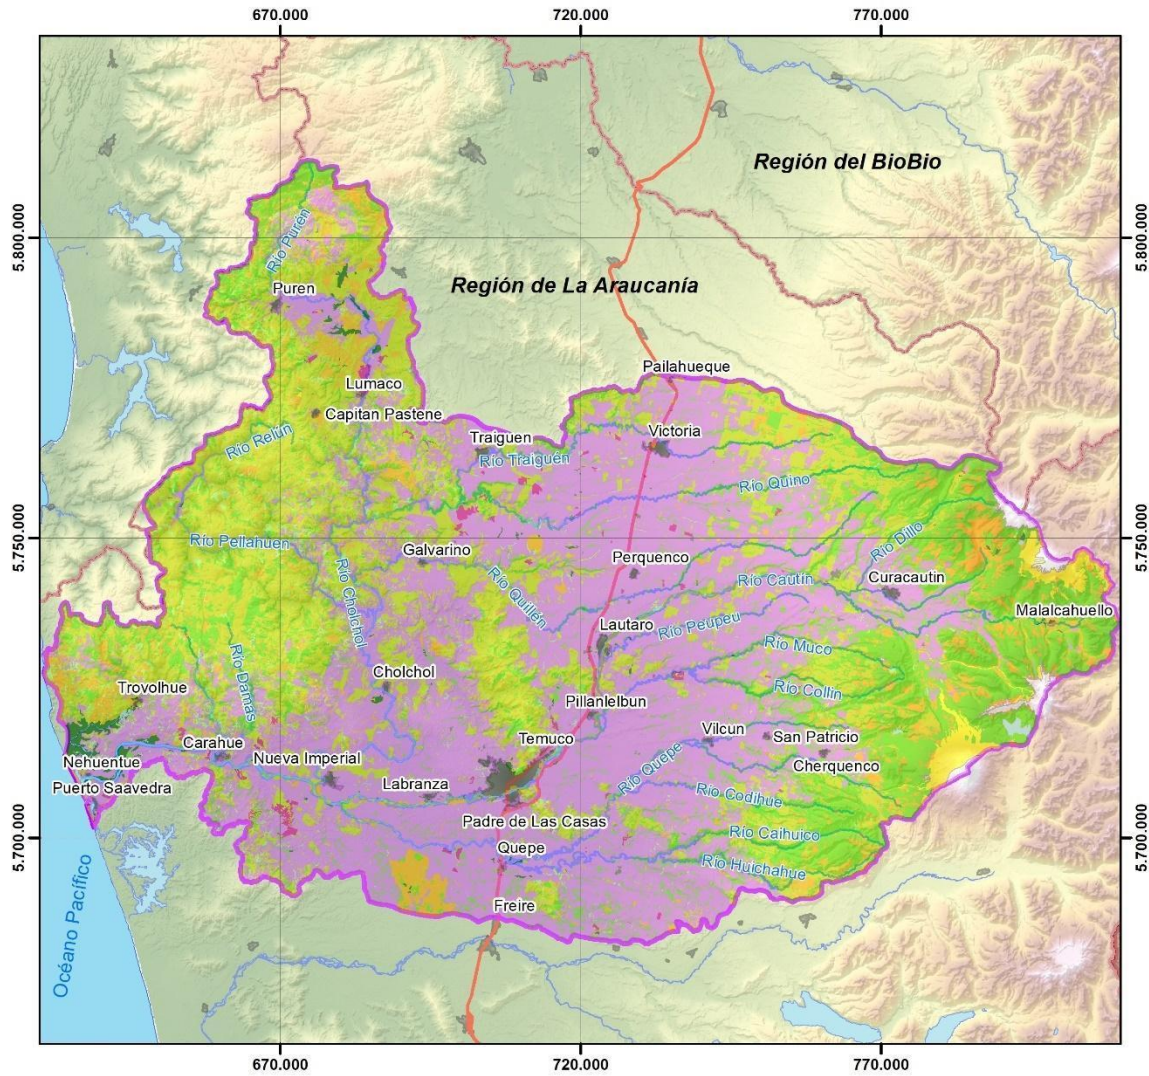 670.000
720.000
770.000
Región del BioBio
5.800.000
5.800.000
Río Purén
Región de La Araucanía
Puren
Pailahueque
Lumaco
Capitan Pastene
Río Relún
Traiguen
Victoria
Río Traiguén
Río Quino
5.750.000
5.750.000
Río Pellahuen
Galvarino
Perquenco
Río Dillo
Río Cholchol
Río Quillén
Río Cautín
Curacautin
Malalcahuello
Lautaro
Río Peupeu
Río Muco
Cholchol
Río Collin
Trovolhue
Río Damas
Pillanlelbun
Temuco
Vilcun
San Patricio
Carahue
Nehuentue
Nueva Imperial
Río Quepe
Cherquenco
Puerto Saavedra
Labranza
Río Codihue
Padre de Las Casas
Río Caihuico
5.700.000
5.700.000
Quepe
Río Huichahue
Freire
Océano Pacífico
670.000
720.000
770.000